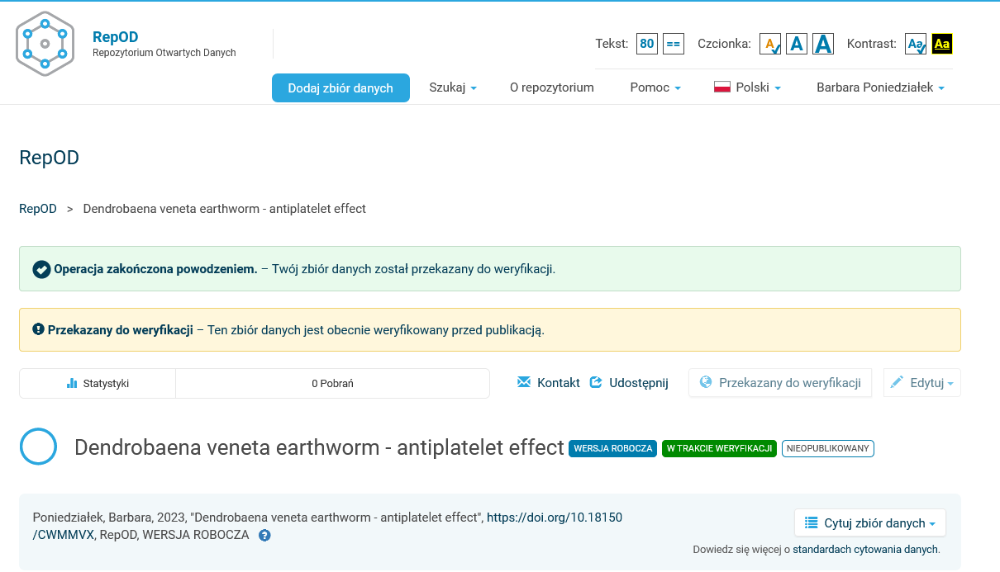 RepOD
Repozytorium Otwartych Danych
Tekst: 80 == Czcionka: A A A Kontrast: Aa Aa
Dodaj zbiór danych Szukaj O repozytorium Pomoc Polski Barbara Poniedziałek
RepOD
RepOD > Dendrobaena veneta earthworm - antiplatelet effect
Operacja zakończona powodzeniem. – Twój zbiór danych został przekazany do weryfikacji.
Przekazany do weryfikacji – Ten zbiór danych jest obecnie weryfikowany przed publikacją.
Statystyki 0 Pobrań Kontakt Udostępnij Przekazany do weryfikacji Edytuj
Dendrobaena veneta earthworm - antiplatelet effect WERSJA ROBOCZA W TRAKCIE WERYFIKACJI NIEOPUBLIKOWANY
Poniedziałek, Barbara, 2023, "Dendrobaena veneta earthworm - antiplatelet effect", https://doi.org/10.18150
/CWMMVX, RepOD, WERSJA ROBOCZA ?
Cytuj zbiór danych
Dowiedz się więcej o standardach cytowania danych.